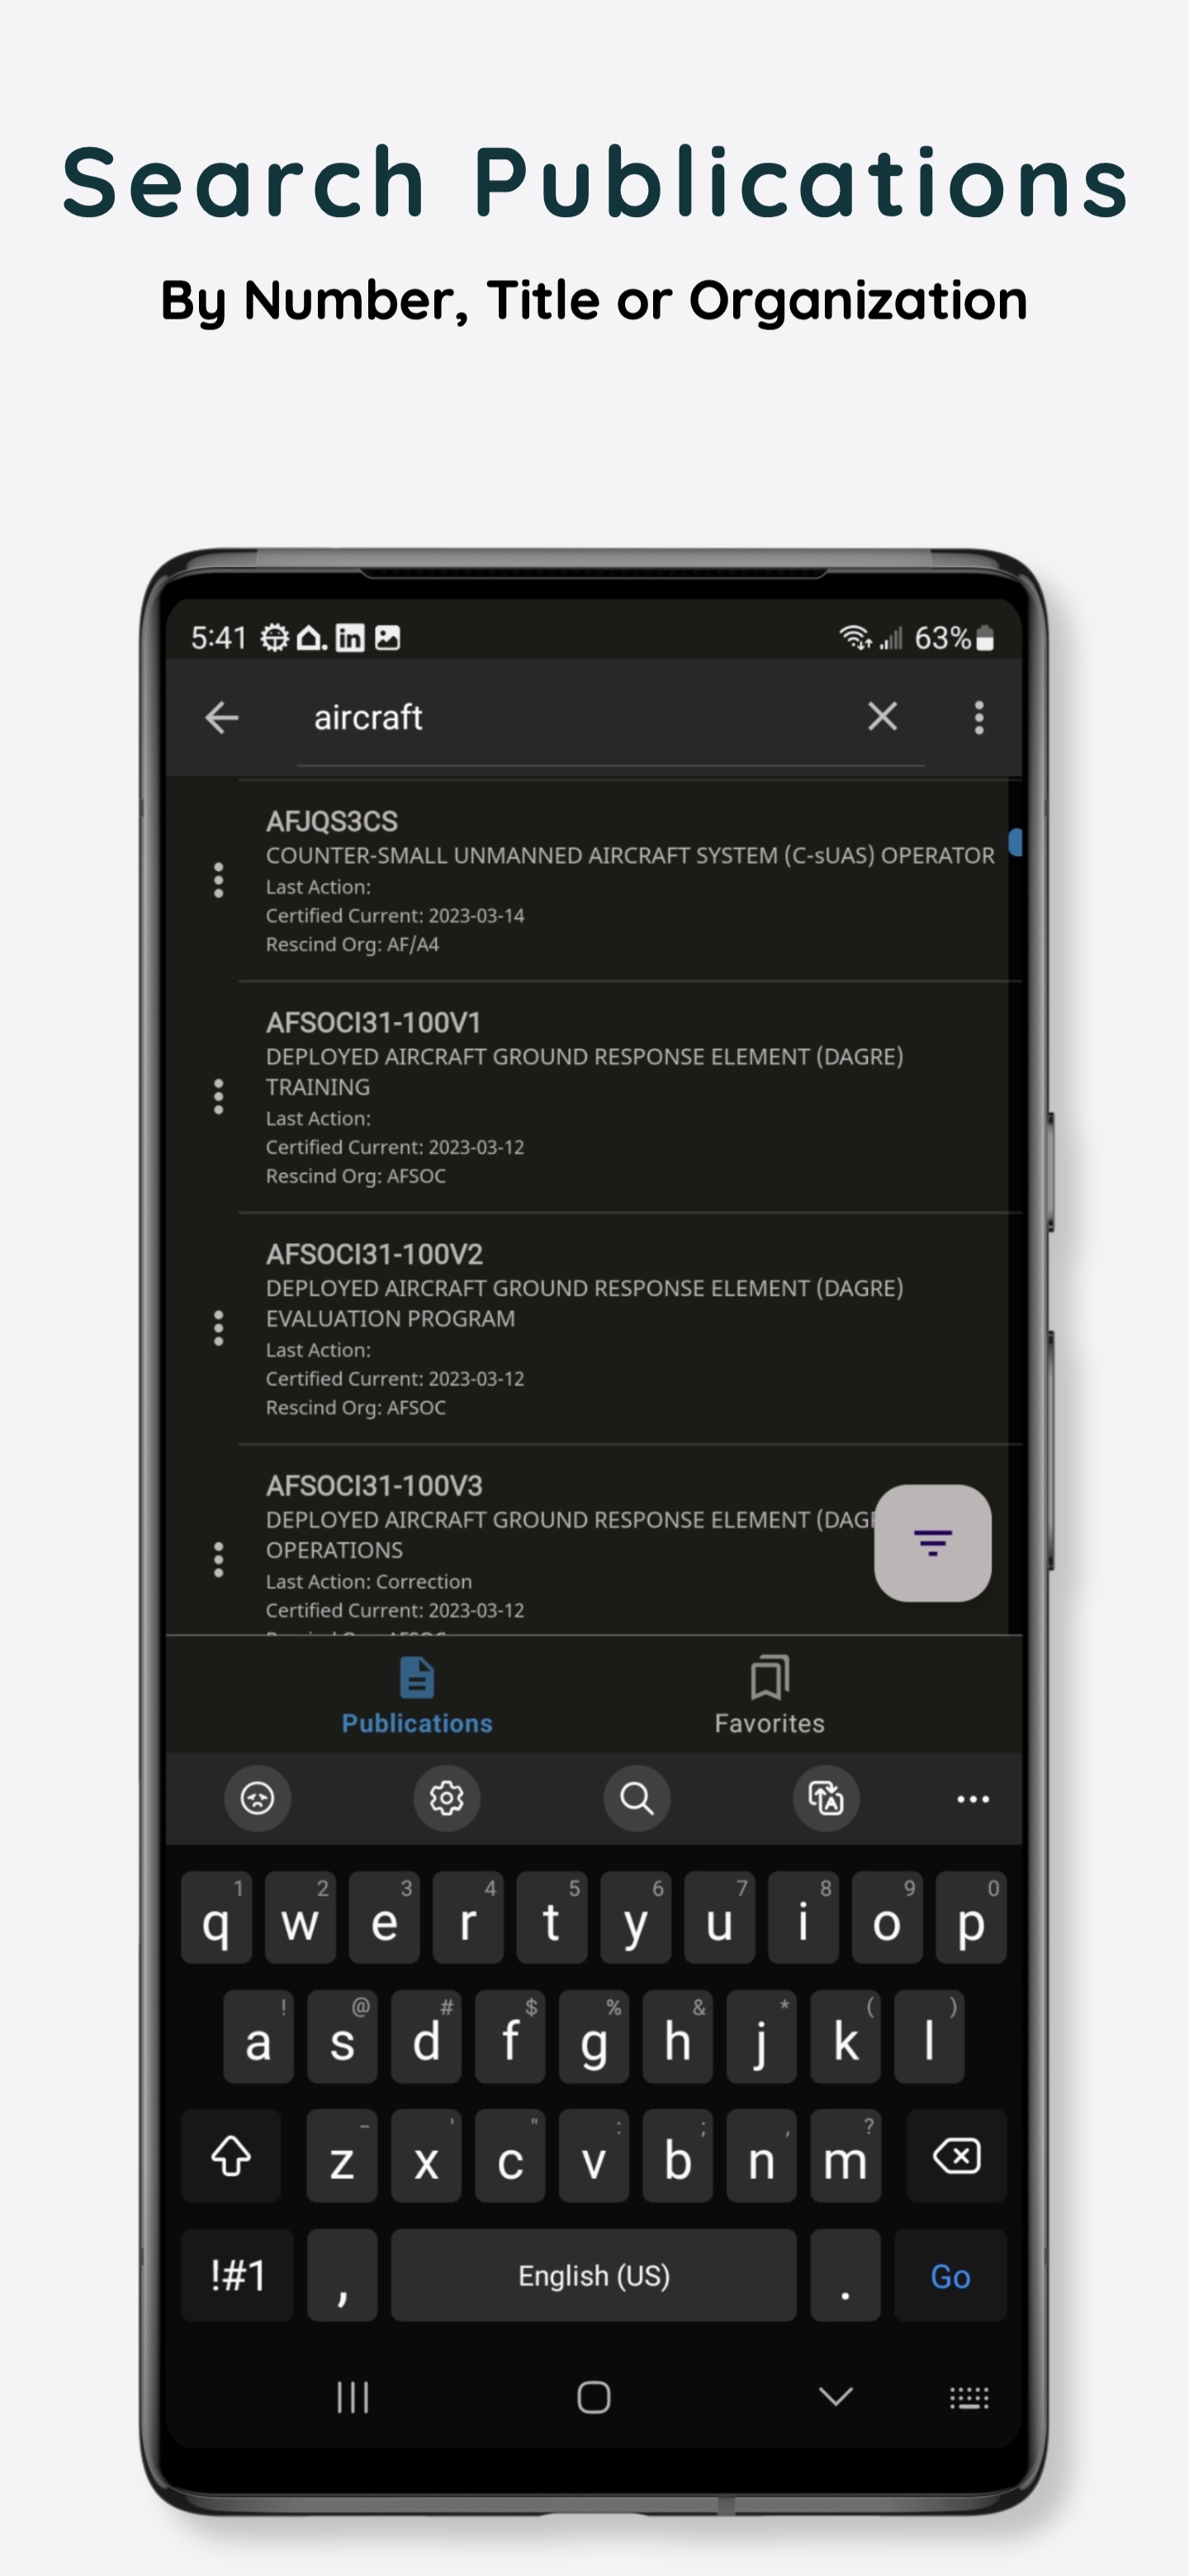 Search Publications
By Number, Title or Organization
5:41
in
63%
aircraft
AFJQS3CS
COUNTER-SMALL UNMANNED AIRCRAFT SYSTEM (C-sUAS) OPERATOR
Last Action:
Certified Current: 2023-03-14
Rescind Org: AF/A4
AFSOCI31-100V1
DEPLOYED AIRCRAFT GROUND RESPONSE ELEMENT (DAGRE)
TRAINING
Last Action:
Certified Current: 2023-03-12
Rescind Org: AFSOC
AFSOCI31-100V2
DEPLOYED AIRCRAFT GROUND RESPONSE ELEMENT (DAGRE)
EVALUATION PROGRAM
Last Action:
Certified Current: 2023-03-12
Rescind Org: AFSOC
AFSOCI31-100V3
DEPLOYED AIRCRAFT GROUND RESPONSE ELEMENT
OPERATIONS
Last Action: Correction
Certified Current: 2023-03-12
Publications Favorites
1 2 3 4 5 6 7 8 9 0
q w e r t y u i o p
! @ # $ % & * ( )
a s d f g h j k l
- ' " : ; , ?
z x c v b n m
!#1 , English (US) . Go